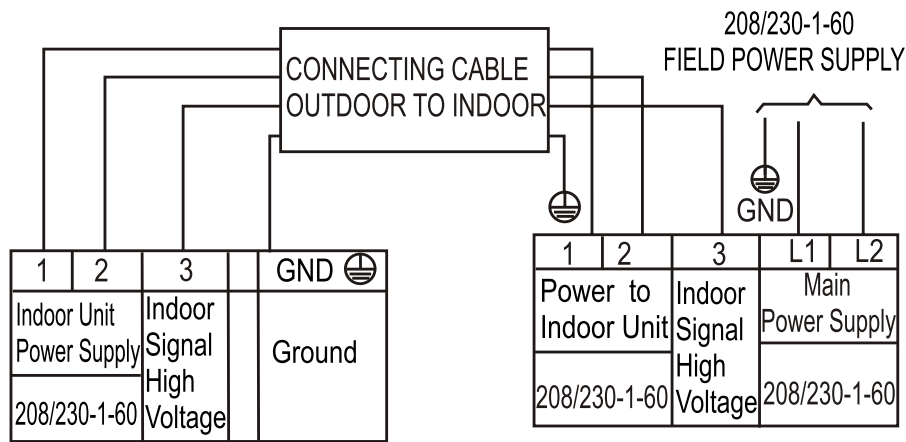 208/230-1-60
FIELD POWER SUPPLY
CONNECTING CABLE
OUTDOOR TO INDOOR
GND
1 2 3 GND
Indoor Unit
Power Supply
208/230-1-60
Indoor
Signal
High
Voltage
Ground
1 2 3 L1 L2
Power to
Indoor Unit
208/230-1-60
Indoor
Signal
High
Voltage
Main
Power Supply
208/230-1-60